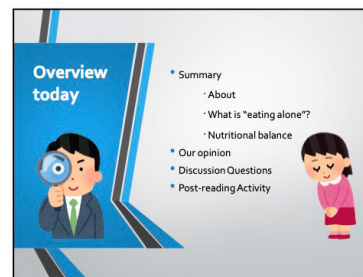 Overview
today
• Summary
· About
· What is "eating alone"?
· Nutritional balance
• Our opinion
• Discussion Questions
• Post-reading Activity